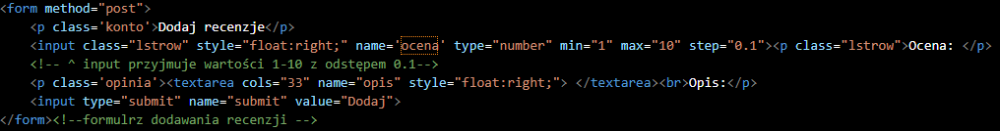 <form method="post">
<p class='konto'>Dodaj recenzje</p>
<input class="lstrow" style="float:right;" name='ocena' type="number" min="1" max="10" step="0.1"><p class="lstrow">Ocena: </p>
<!-- ^ input przyjmuje wartości 1-10 z odstępem 0.1-->
<p class='opinia'><textarea cols="33" name="opis" style="float:right;"> </textarea><br>Opis:</p>
<input type="submit" name="submit" value="Dodaj">
</form><!--formulrz dodawania recenzji -->